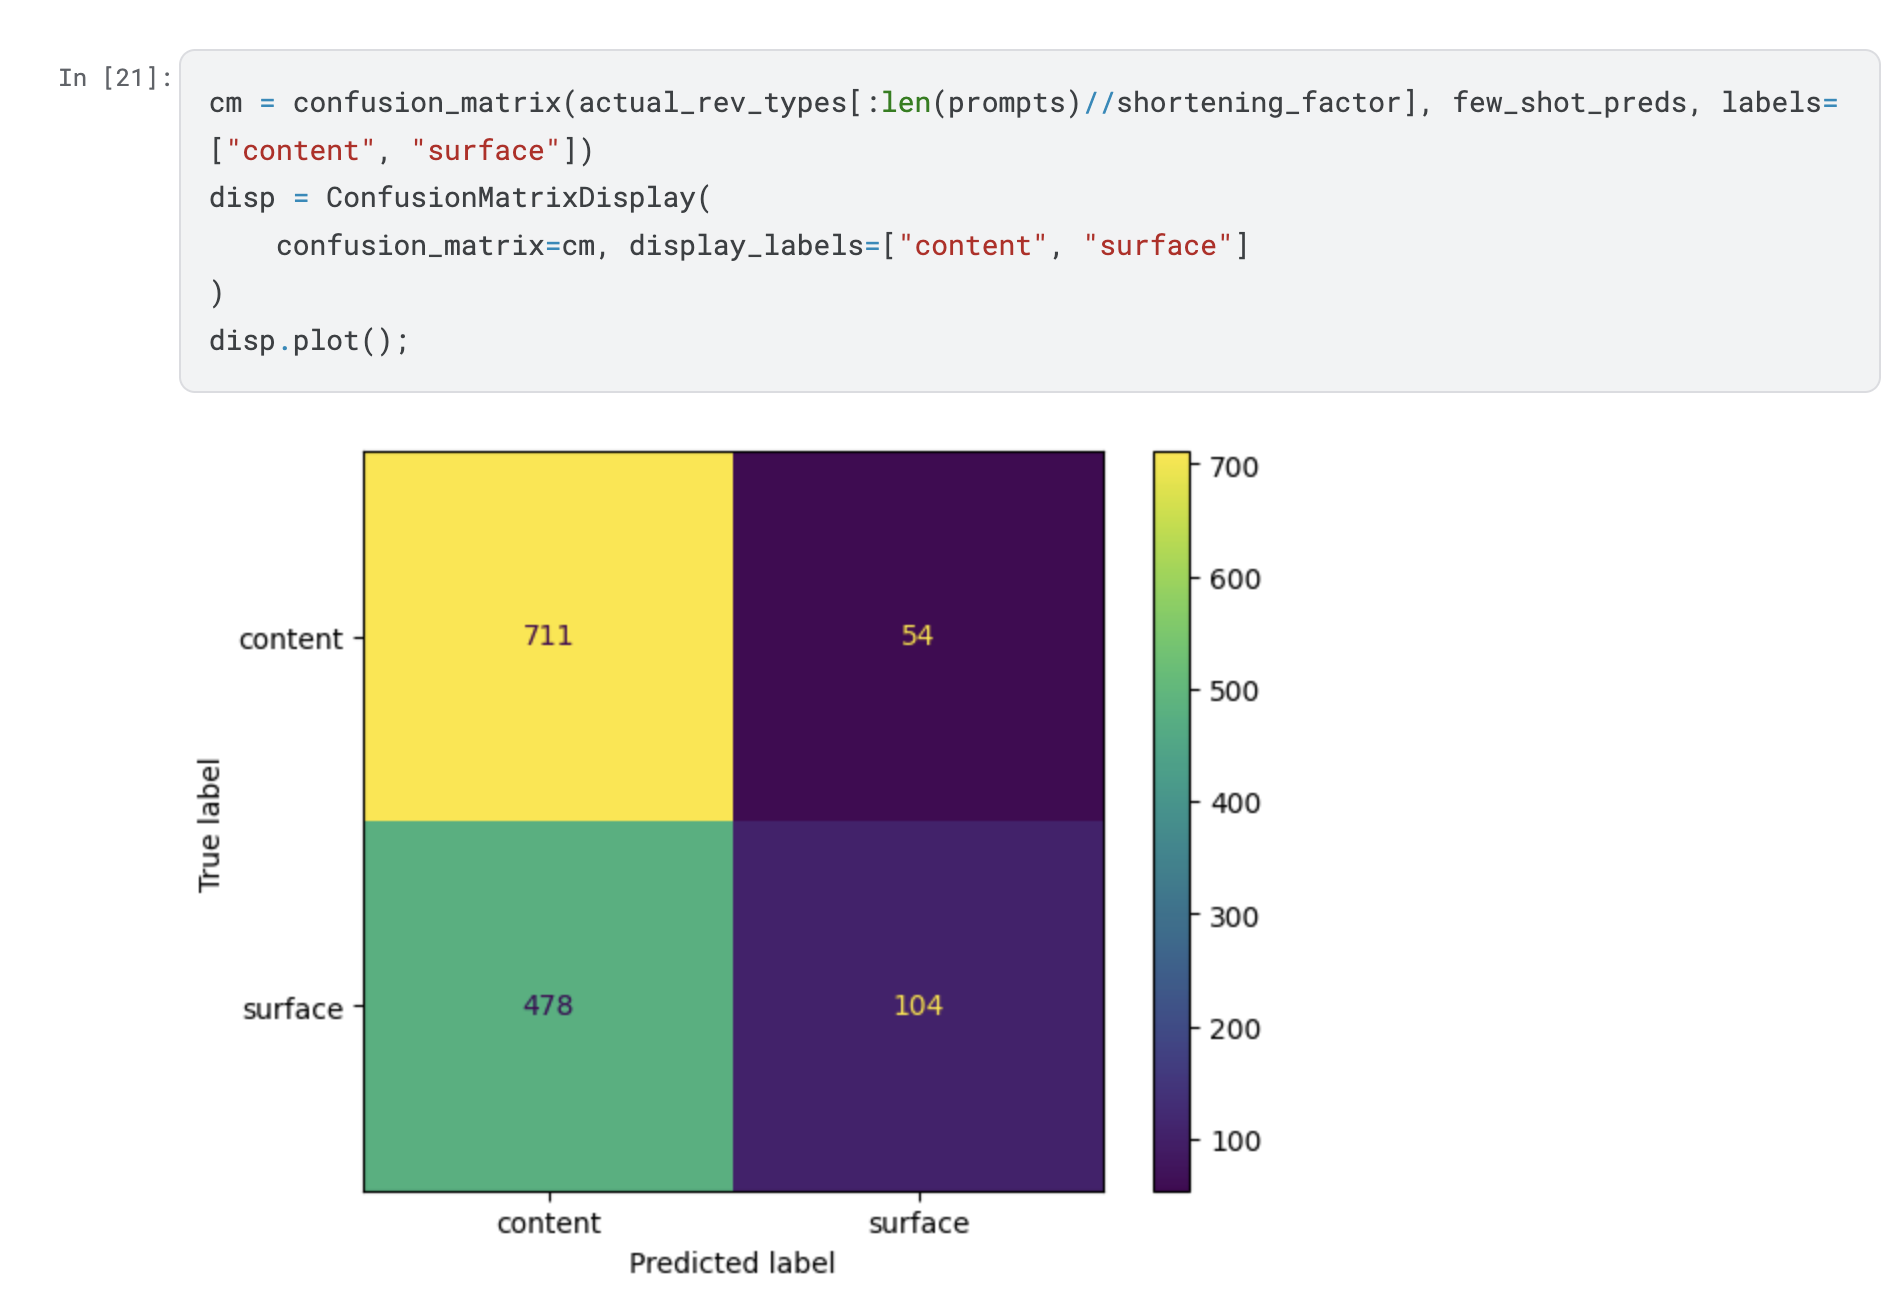 In [21]:
cm = confusion_matrix(actual_rev_types[:len(prompts)//shortening_factor], few_shot_preds, labels=
["content", "surface"])
disp = ConfusionMatrixDisplay(
    confusion_matrix=cm, display_labels=["content", "surface"]
)
disp.plot();
700
600
500
400
300
200
100
True label
content
711
54
surface
478
104
content
surface
Predicted label